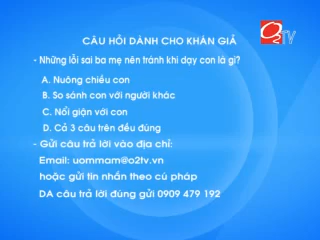 CÂU HỎI DÀNH CHO KHÁN GIẢ
O2TV
- Những lỗi sai ba mẹ nên tránh khi dạy con là gì?
A. Nuông chiều con
B. So sánh con với người khác
C. Nổi giận với con
D. Cả 3 câu trên đều đúng
- Gửi câu trả lời vào địa chỉ:
Email: uommam@o2tv.vn
hoặc gửi tin nhắn theo cú pháp
DA câu trả lời đúng gửi 0909 479 192